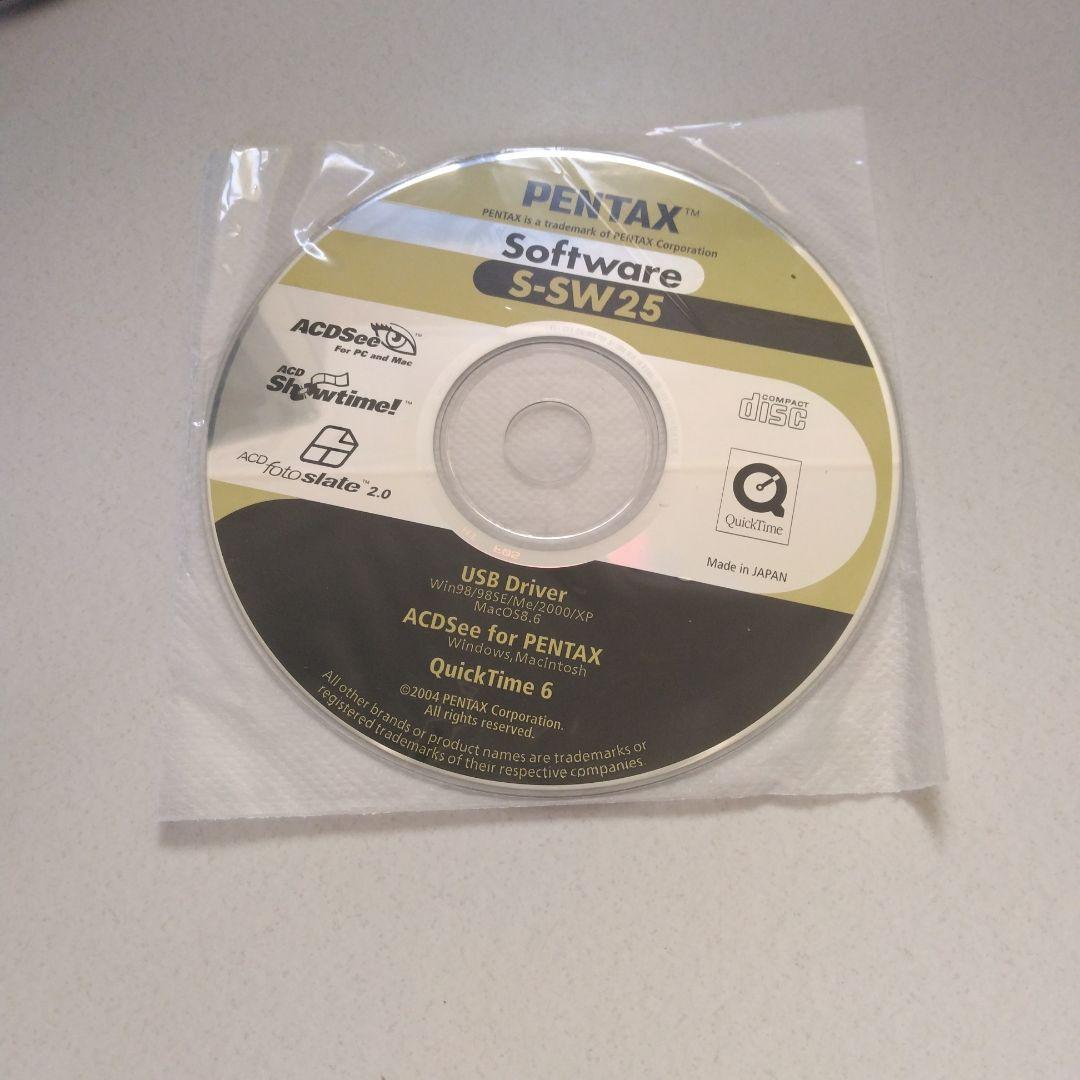 PENTAX™
PENTAX is a trademark of PENTAX Corporation
Software
S-SW25
ACDSee™
For PC and Mac
ACD
Showtime!™
ACD fotoslate™ 2.0
COMPACT
disc
QuickTime
Made in JAPAN
USB Driver
Win98/98SE/Me/2000/XP
MacOS8.6
ACDSee for PENTAX
Windows,Macintosh
QuickTime 6
©2004 PENTAX Corporation.
All rights reserved.
All other brands or product names are trademarks or
registered trademarks of their respective companies.